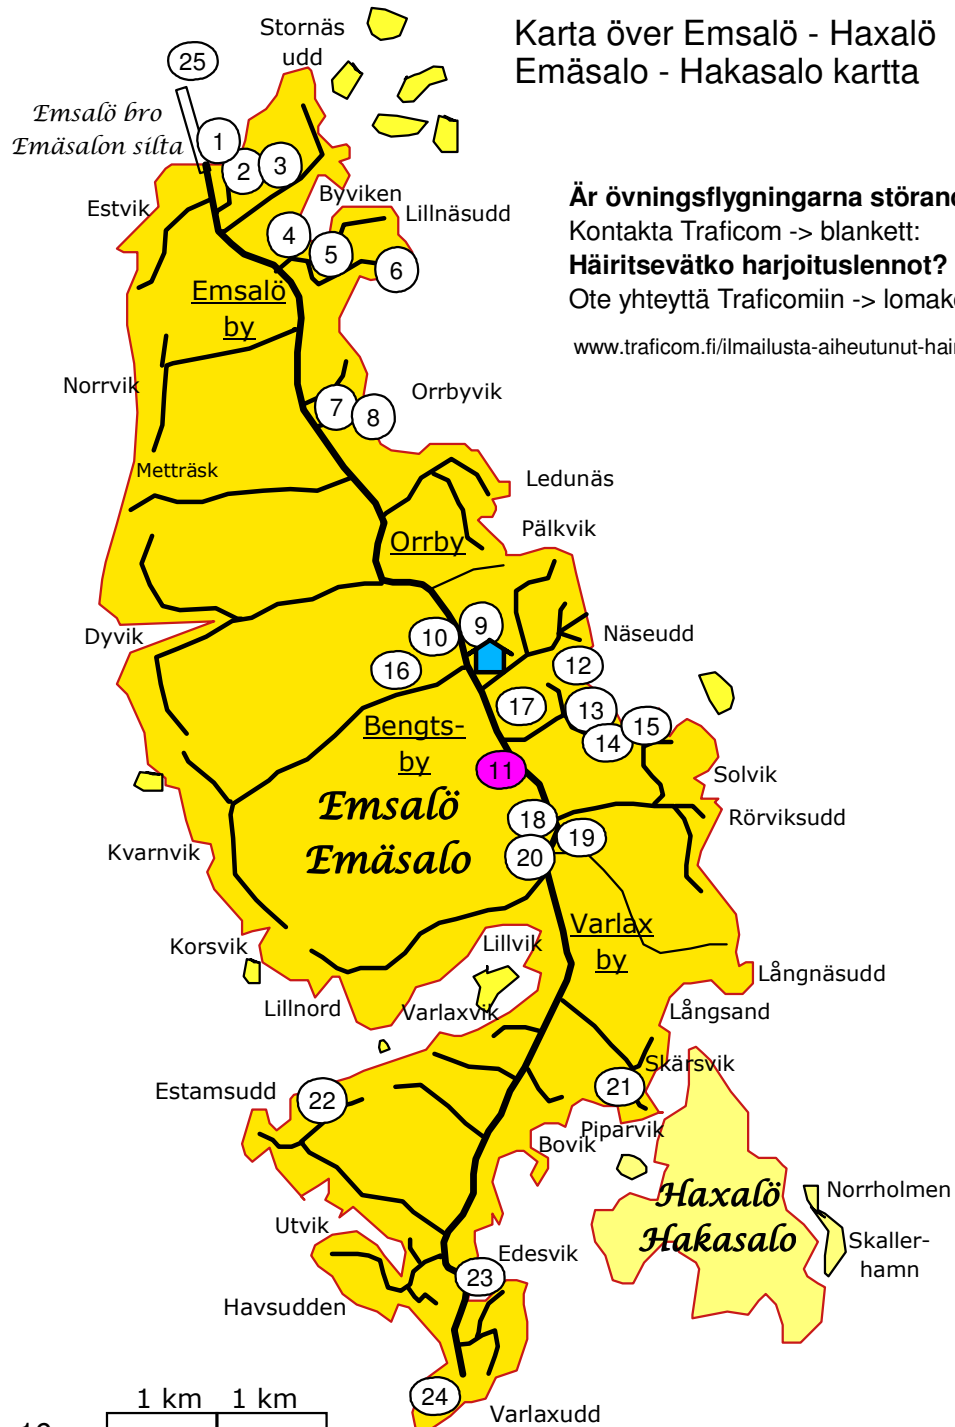 Karta över Emsalö - Haxalö
Emäsalo - Hakasalo kartta
Stornäs
udd
25
Emsalö bro
Emäsalon silta
1
2
3
Är övningsflygningarna störand
Kontakta Traficom -> blankett:
Häiritsevätko harjoituslennot?
Ote yhteyttä Traficomiin -> lomake
www.traficom.fi/ilmailusta-aiheutunut-hair
Byviken
Estvik
Lillnäsudd
4
5
6
Emsalö
by
Norrvik
Orrbyvik
7
8
Metträsk
Ledunäs
Pälkvik
Orrby
Dyvik
10
9
Näseudd
16
12
17
13
14
15
Bengts-
by
11
Solvik
Emsalö
Emäsalo
18
19
20
Rörviksudd
Kvarnvik
Varlax
by
Korsvik
Lillvik
Långnäsudd
Lillnord
Varlaxvik
Långsand
Skärsvik
Estamsudd
22
21
Piparvik
Bovik
Haxalö
Hakasalo
Norrholmen
Skaller-
hamn
Utvik
Edesvik
23
Havsudden
24
Varlaxudd
1 km
1 km